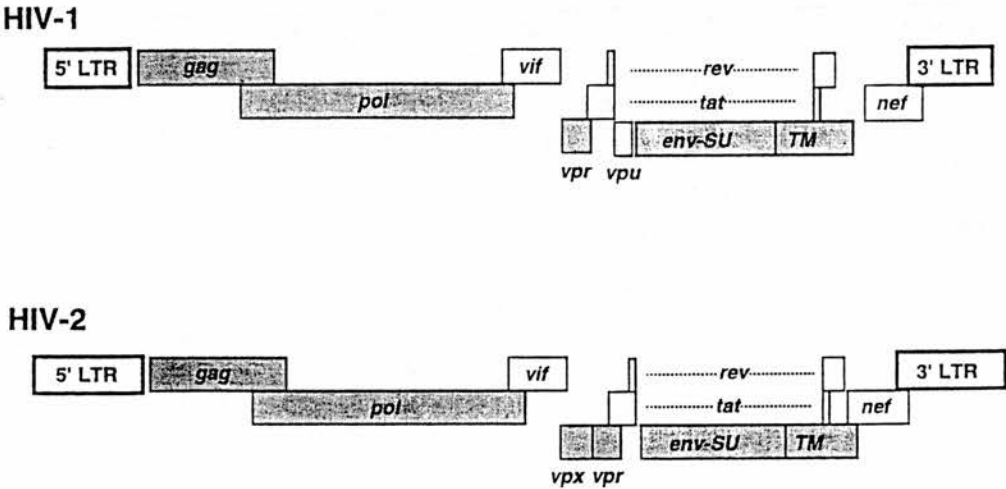 HIV-1
5' LTR gag vif rev 3' LTR
pol tat nef
env-SU TM
vpr vpu
HIV-2
5' LTR gag vif rev 3' LTR
pol tat nef
env-SU TM
vpx vpr